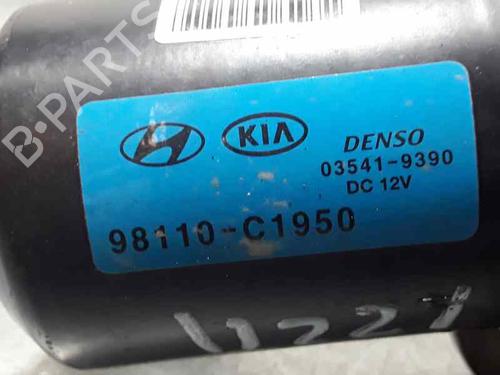 B-PARTS
KIA
DENSO
03541-9390
DC 12V
98110-C1950